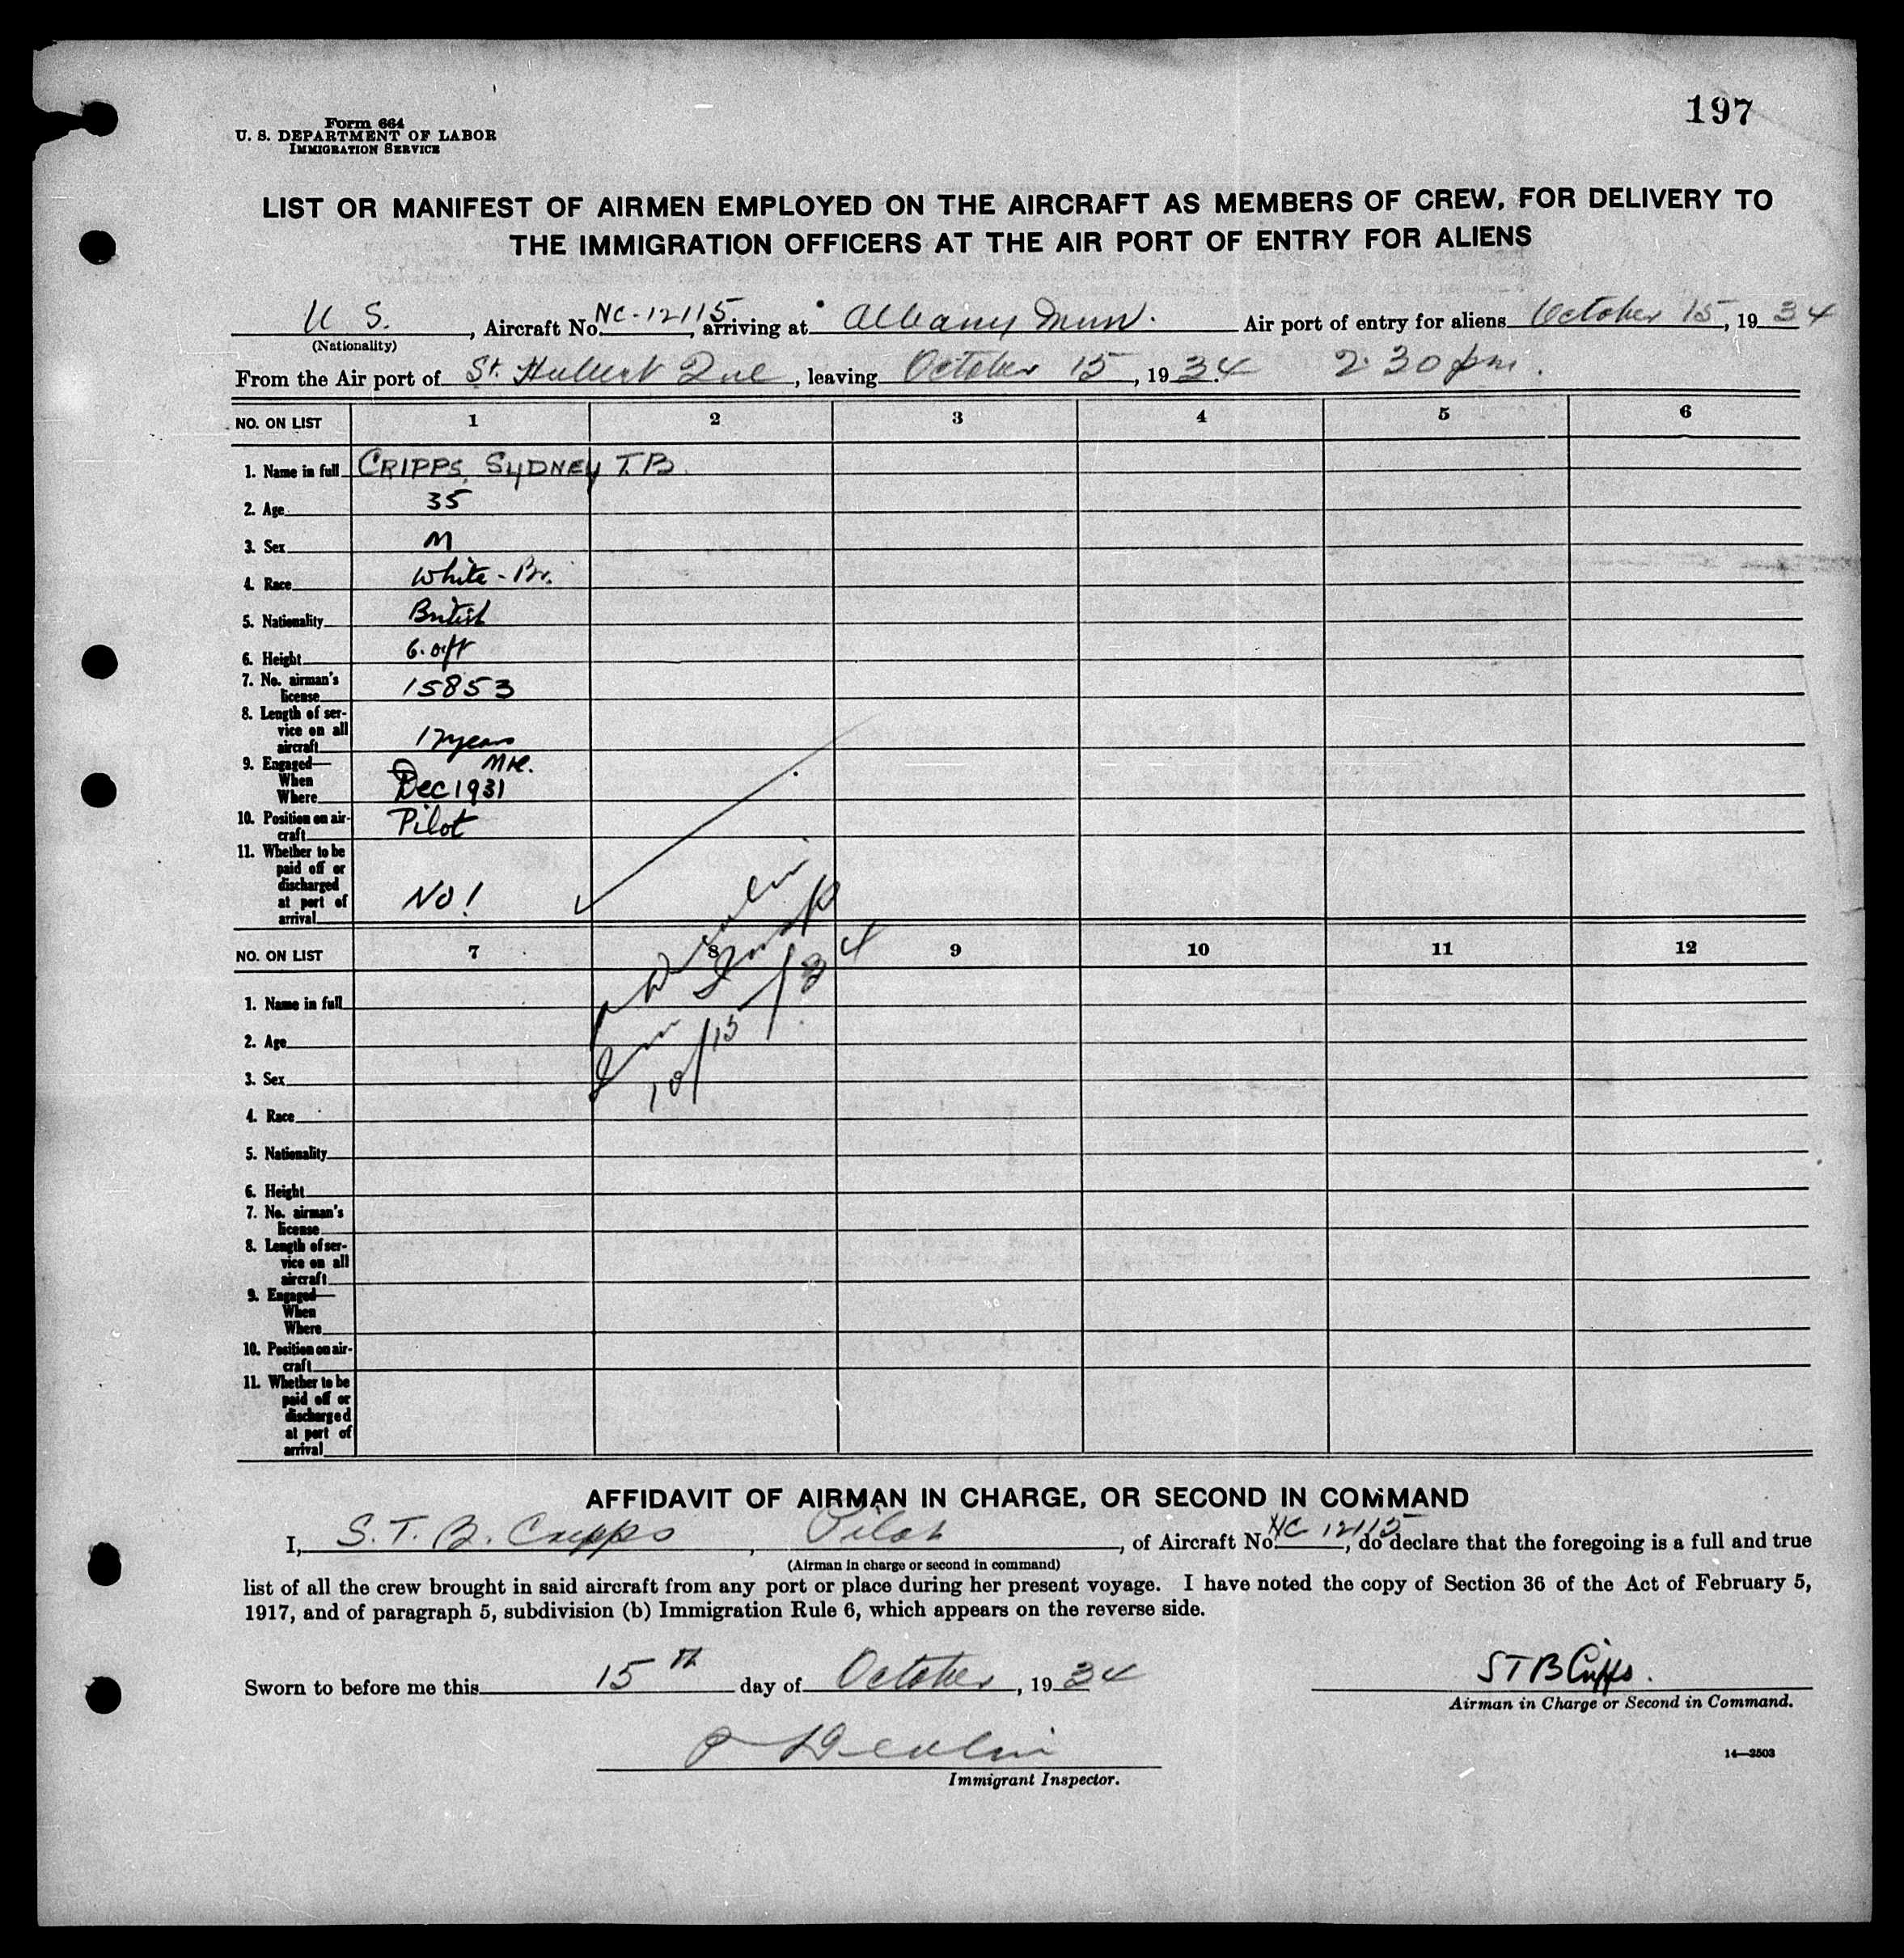 197
Form 664
U. S. DEPARTMENT OF LABOR
IMMIGRATION SERVICE
LIST OR MANIFEST OF AIRMEN EMPLOYED ON THE AIRCRAFT AS MEMBERS OF CREW, FOR DELIVERY TO
THE IMMIGRATION OFFICERS AT THE AIR PORT OF ENTRY FOR ALIENS
U S. , Aircraft No. NC-12115, arriving at Albany Mun. Air port of entry for aliens October 15, 1934
(Nationality)
From the Air port of St. Hubert Que, leaving October 15, 1934 2:30 pm.
NO. ON LIST 1 2 3 4 5 6
1. Name in full CRIPPS, SYDNEY T.B.
2. Age 35
3. Sex M
4. Race White - Br.
5. Nationality British
6. Height 6.0ft
7. No. airman's
license 15853
8. Length of ser-
vice on all
aircraft 17 years
9. Engaged—
When
Where Dec 1931
10. Position on air-
craft Pilot
11. Whether to be
paid off or
discharged
at port of
arrival No!
NO. ON LIST 7 8 9 10 11 12
Devlin
Imm Insp
10/15/34
1. Name in full
2. Age
3. Sex
4. Race
5. Nationality
6. Height
7. No. airman's
license
8. Length of ser-
vice on all
aircraft
9. Engaged—
When
Where
10. Position on air-
craft
11. Whether to be
paid off or
discharged
at port of
arrival
AFFIDAVIT OF AIRMAN IN CHARGE, OR SECOND IN COMMAND
I, S. T. B. Cripps, Pilot, of Aircraft No. NC 12115, do declare that the foregoing is a full and true
(Airman in charge or second in command)
list of all the crew brought in said aircraft from any port or place during her present voyage. I have noted the copy of Section 36 of the Act of February 5,
1917, and of paragraph 5, subdivision (b) Immigration Rule 6, which appears on the reverse side.
Sworn to before me this 15th day of October, 1934
STB Cripps.
Airman in Charge or Second in Command.
Devlin
Immigrant Inspector.
14—3503